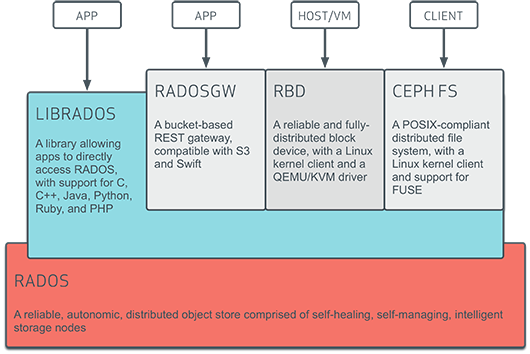 APP
APP
HOST/VM
CLIENT
LIBRADOS
A library allowing
apps to directly
access RADOS,
with support for C,
C++, Java, Python,
Ruby, and PHP
RADOSGW
A bucket-based
REST gateway,
compatible with S3
and Swift
RBD
A reliable and fully-
distributed block
device, with a Linux
kernel client and a
QEMU/KVM driver
CEPH FS
A POSIX-compliant
distributed file
system, with a
Linux kernel client
and support for
FUSE
RADOS
A reliable, autonomic, distributed object store comprised of self-healing, self-managing, intelligent
storage nodes